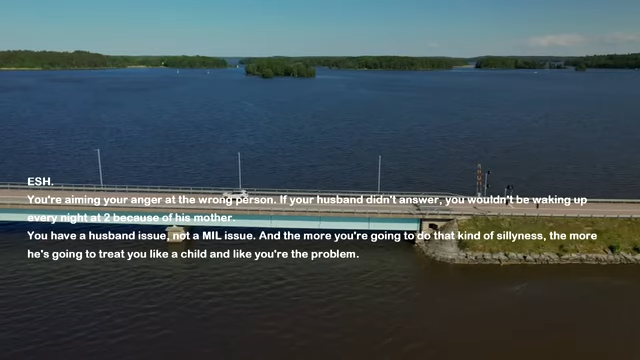 ESH.
You're aiming your anger at the wrong person. If your husband didn't answer, you wouldn't be waking up
every night at 2 because of his mother.
You have a husband issue, not a MIL issue. And the more you're going to do that kind of sillyness, the more
he's going to treat you like a child and like you're the problem.